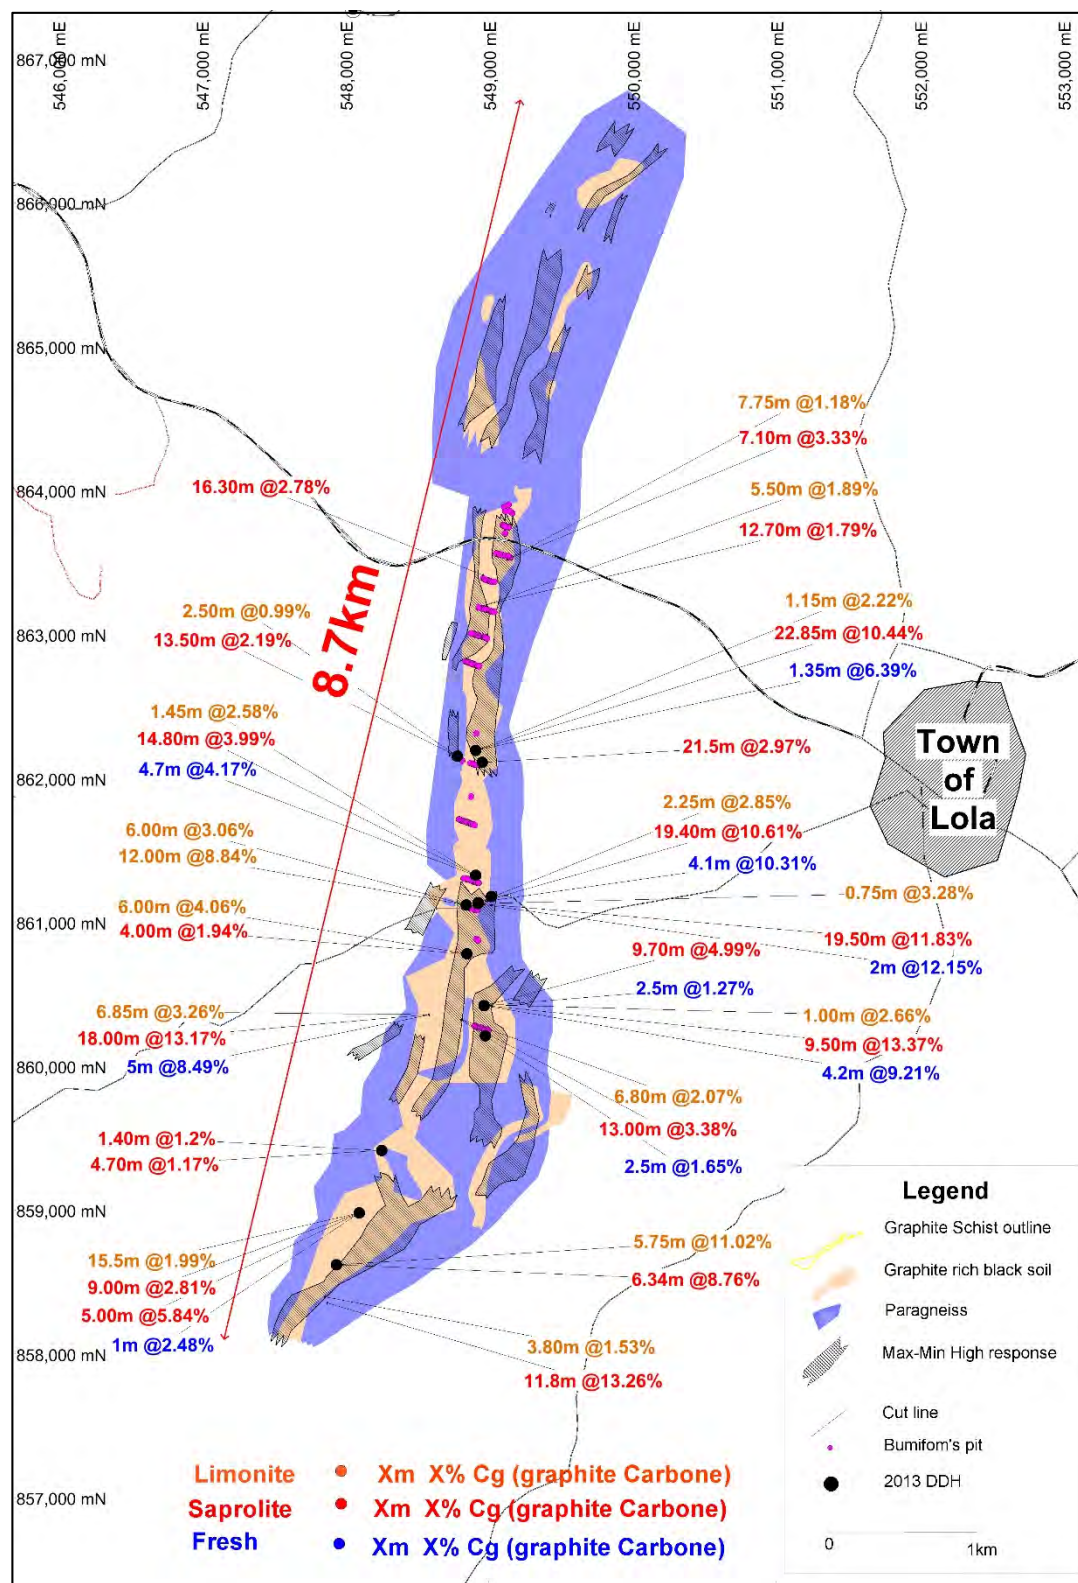 546,000 mE
547,000 mE
548,000 mE
549,000 mE
550,000 mE
551,000 mE
552,000 mE
553,000 mE
867,000 mN
866,000 mN
865,000 mN
7.75m @1.18%
7.10m @3.33%
864,000 mN
16.30m @2.78%
5.50m @1.89%
12.70m @1.79%
8.7km
863,000 mN
2.50m @0.99%
13.50m @2.19%
1.15m @2.22%
22.85m @10.44%
1.35m @6.39%
1.45m @2.58%
14.80m @3.99%
4.7m @4.17%
21.5m @2.97%
Town
of
Lola
862,000 mN
2.25m @2.85%
19.40m @10.61%
4.1m @10.31%
6.00m @3.06%
12.00m @8.84%
0.75m @3.28%
19.50m @11.83%
2m @12.15%
861,000 mN
6.00m @4.06%
4.00m @1.94%
9.70m @4.99%
2.5m @1.27%
6.85m @3.26%
18.00m @13.17%
5m @8.49%
1.00m @2.66%
9.50m @13.37%
4.2m @9.21%
860,000 mN
6.80m @2.07%
13.00m @3.38%
2.5m @1.65%
1.40m @1.2%
4.70m @1.17%
859,000 mN
15.5m @1.99%
9.00m @2.81%
5.00m @5.84%
1m @2.48%
5.75m @11.02%
6.34m @8.76%
858,000 mN
3.80m @1.53%
11.8m @13.26%
857,000 mN
Limonite Xm X% Cg (graphite Carbone)
Saprolite Xm X% Cg (graphite Carbone)
Fresh Xm X% Cg (graphite Carbone)
Legend
Graphite Schist outline
Graphite rich black soil
Paragneiss
Max-Min High response
Cut line
Bumifom's pit
2013 DDH
0 1km